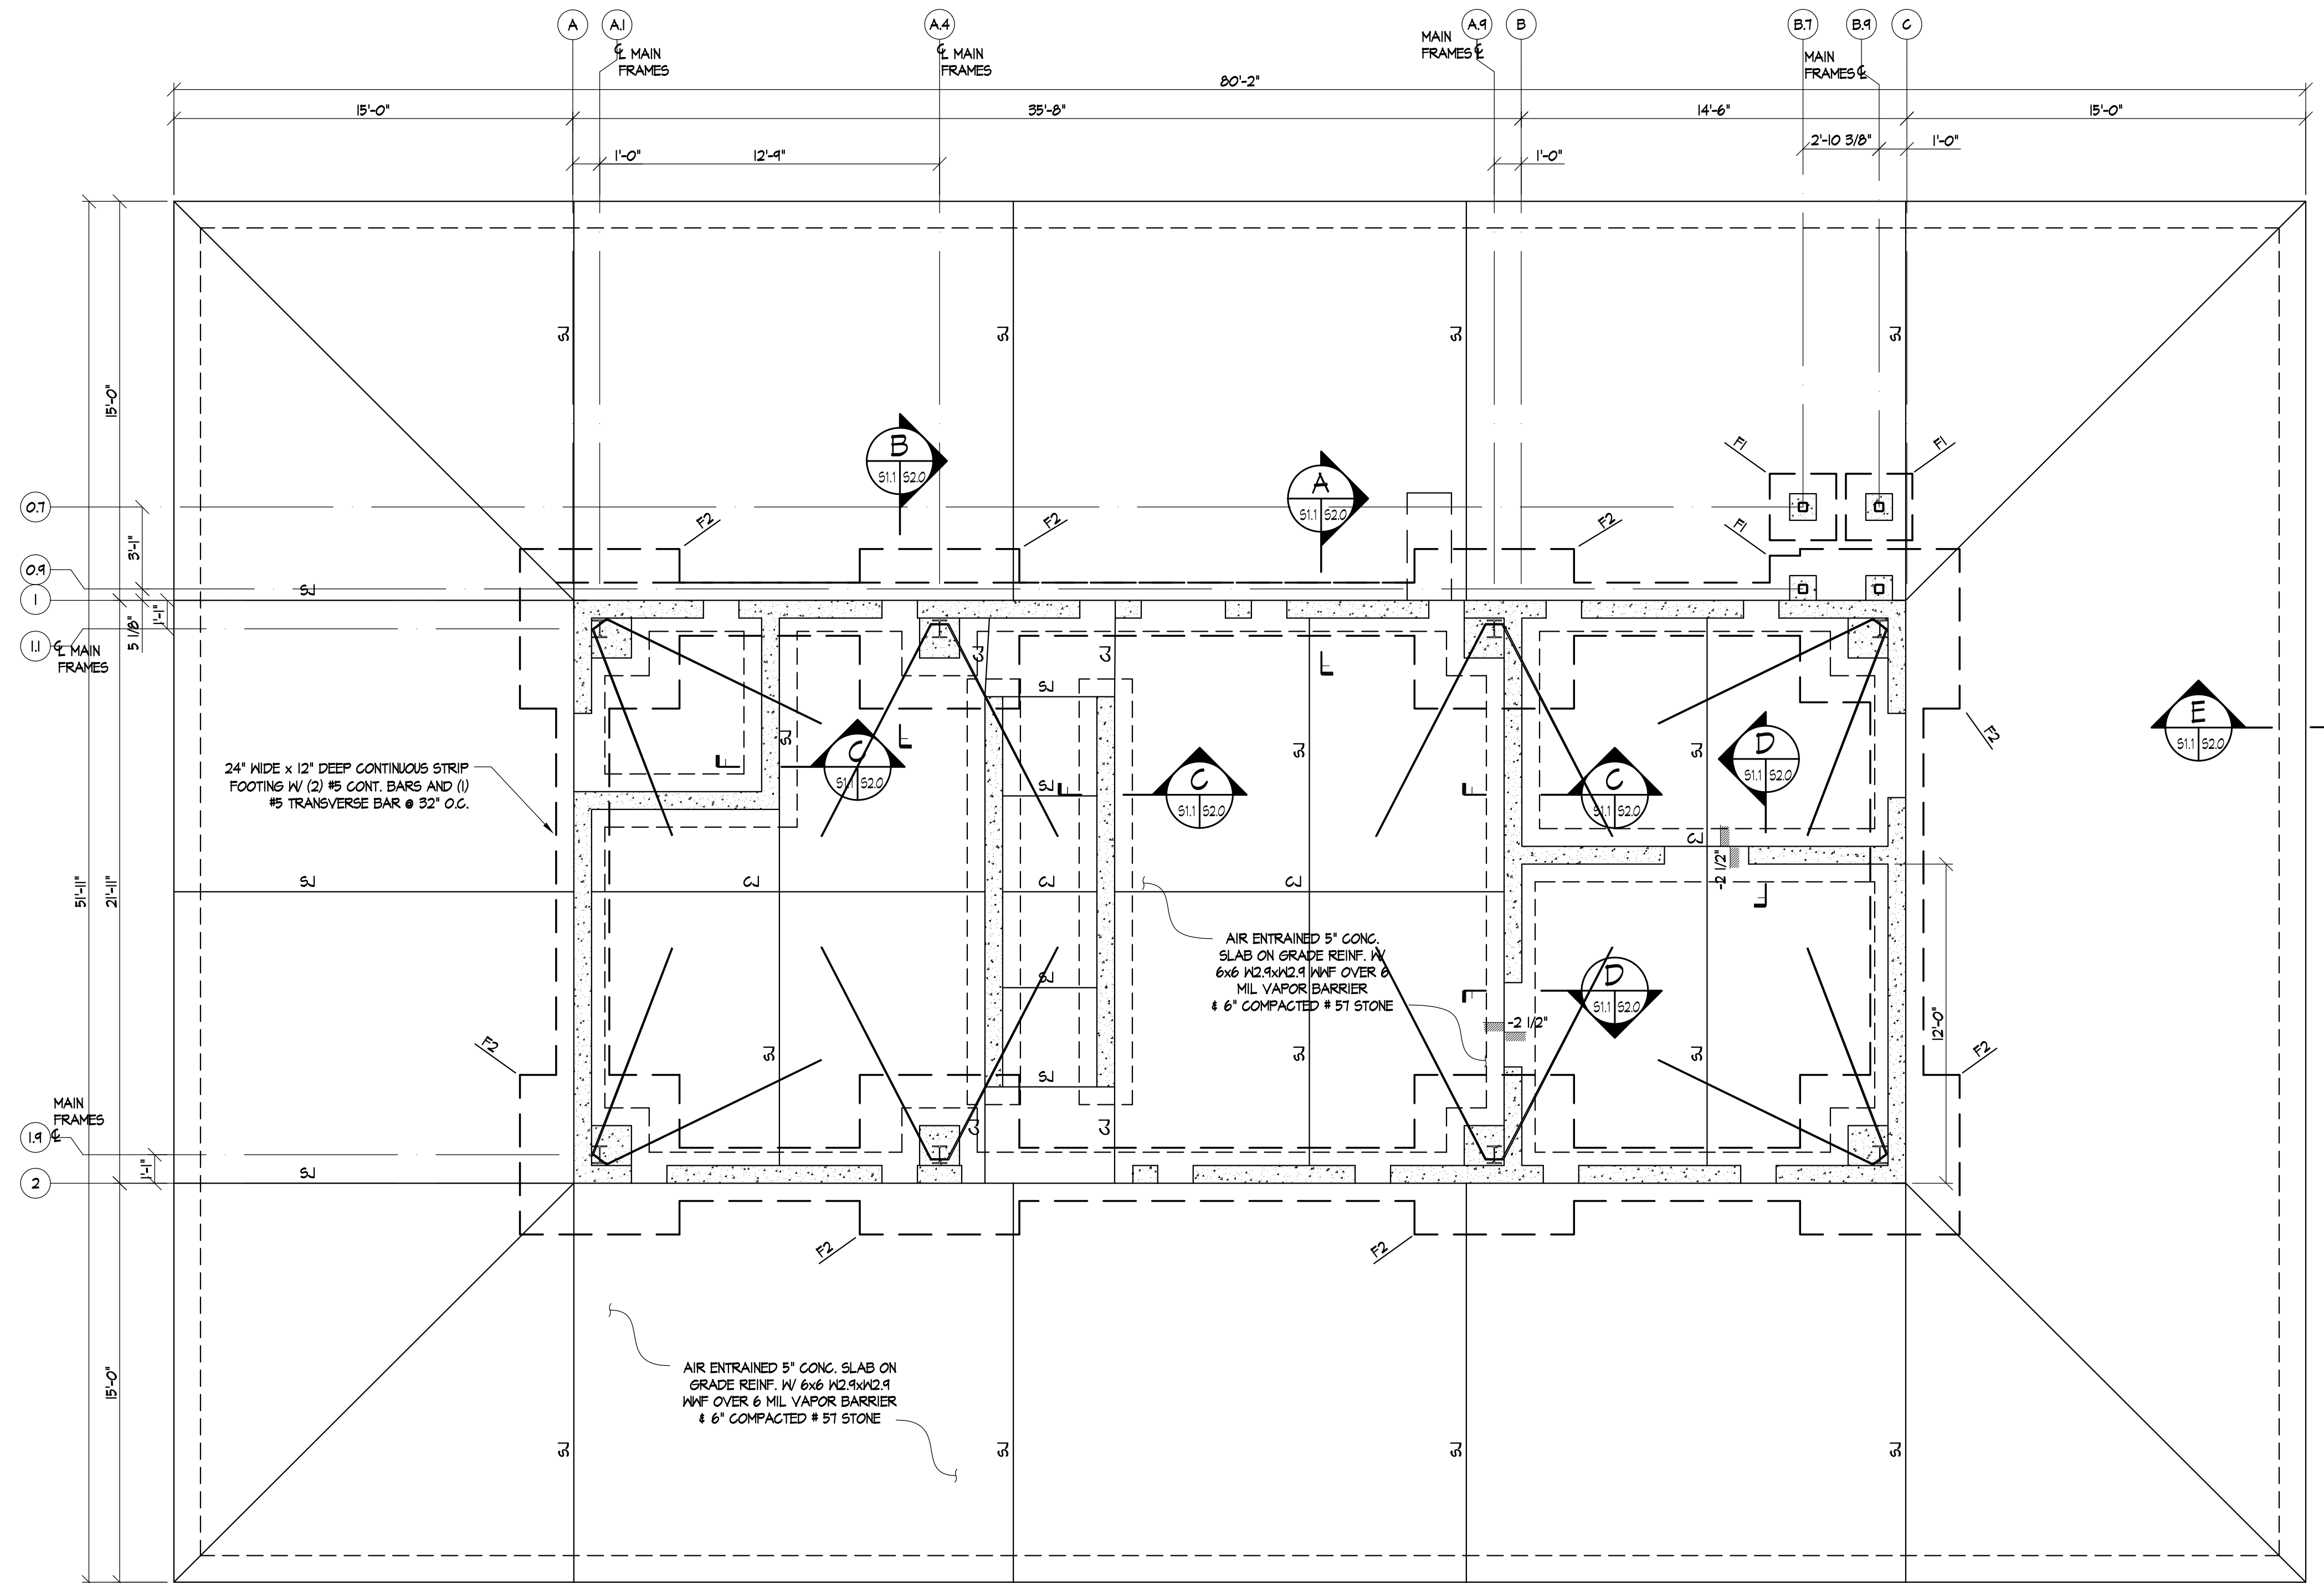 A
A.1
A.4
A.9
B
B.7
B.9
C
℄ MAIN
FRAMES
℄ MAIN
FRAMES
MAIN
FRAMES ℄
MAIN
FRAMES ℄
80'-2"
15'-0"
35'-8"
14'-6"
15'-0"
1'-0"
12'-9"
1'-0"
2'-10 3/8"
1'-0"
SJ
SJ
SJ
SJ
15'-0"
B
S1.1 S2.0
A
S1.1 S2.0
F1
F1
F1
0.7
3'-1"
F2
F2
F2
0.9
1
SJ
1'-1"
5 1/8"
1.1
℄ MAIN
FRAMES
CJ
CJ
SJ
SJ
SJ
SJ
SJ
C
S1.1 S2.0
C
S1.1 S2.0
C
S1.1 S2.0
D
S1.1 S2.0
E
S1.1 S2.0
F2
24" WIDE x 12" DEEP CONTINUOUS STRIP
FOOTING W/ (2) #5 CONT. BARS AND (1)
#5 TRANSVERSE BAR @ 32" O.C.
CJ
-2 1/2"
51'-11"
21'-11"
SJ
CJ
CJ
CJ
AIR ENTRAINED 5" CONC.
SLAB ON GRADE REINF. W/
6x6 W2.9xW2.9 WWF OVER 6
MIL VAPOR BARRIER
& 6" COMPACTED # 57 STONE
SJ
D
S1.1 S2.0
-2 1/2"
12'-0"
F2
F2
SJ
SJ
SJ
SJ
MAIN
FRAMES
℄
1.9
CJ
CJ
1'-1"
2
SJ
F2
F2
15'-0"
AIR ENTRAINED 5" CONC. SLAB ON
GRADE REINF. W/ 6x6 W2.9xW2.9
WWF OVER 6 MIL VAPOR BARRIER
& 6" COMPACTED # 57 STONE
SJ
SJ
SJ
SJ